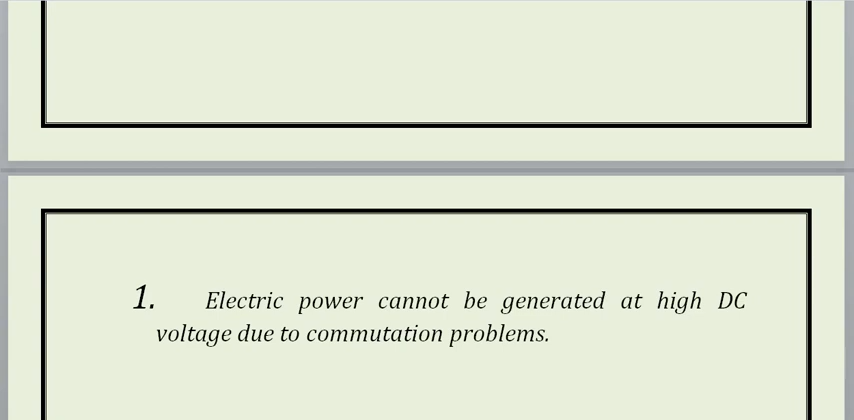 1. Electric power cannot be generated at high DC
voltage due to commutation problems.